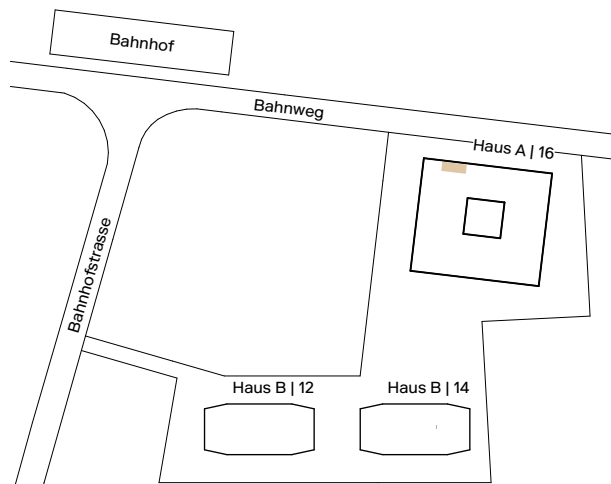 Bahnhof
Bahnweg
Haus A | 16
Bahnhofstrasse
Haus B | 12
Haus B | 14